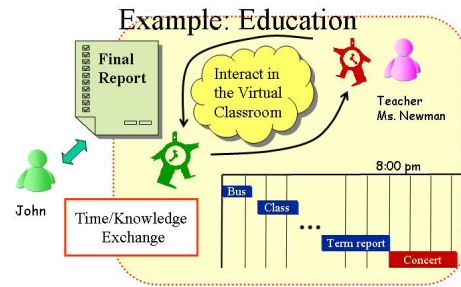 Example: Education
Final
Report
Interact in
the Virtual
Classroom
Teacher
Ms. Newman
John
Time/Knowledge
Exchange
8:00 pm
Bus
Class
...
Term report
Concert